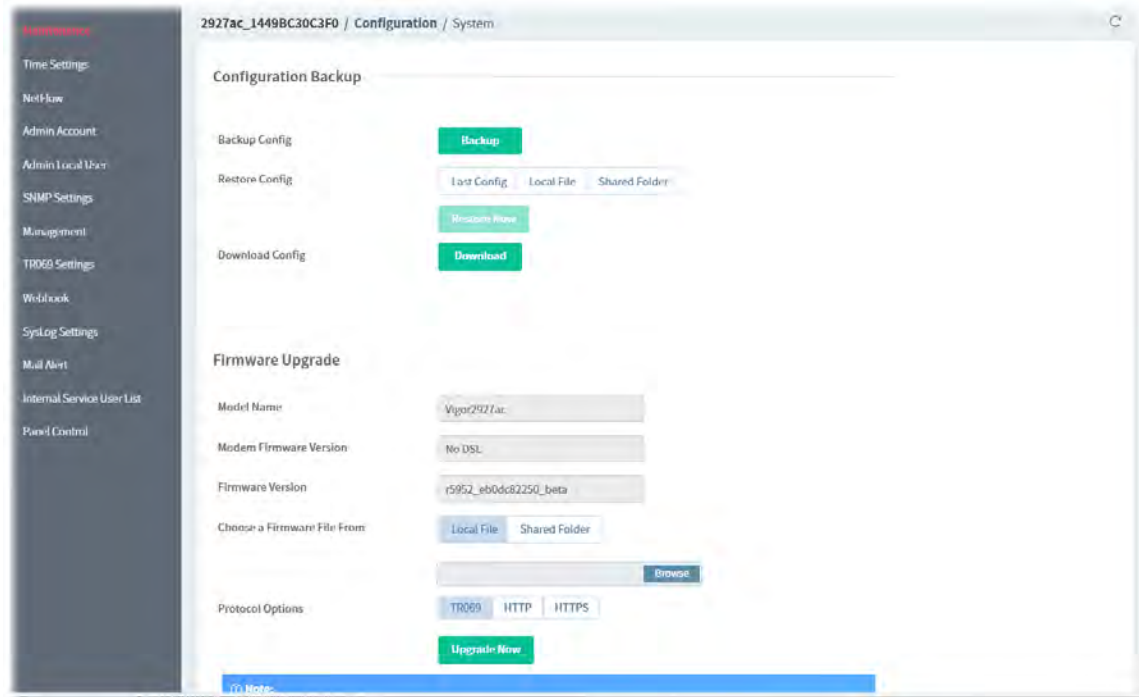 2927ac_1449BC30C3F0 / Configuration / System
Time Settings
NetFlow
Admin Account
Admin Local User
SNMP Settings
Management
TR069 Settings
Webhook
SysLog Settings
Mail Alert
Internal Service User List
Panel Control
Configuration Backup
Backup Config
Backup
Restore Config
Last Config Local File Shared Folder
Restore Now
Download Config
Download
Firmware Upgrade
Model Name
Vigor2927ac
Modem Firmware Version
No DSL
Firmware Version
r5952_eb0dc82250_beta
Choose a Firmware File From
Local File Shared Folder
Browse
Protocol Options
TR069 HTTP HTTPS
Upgrade Now
Note: